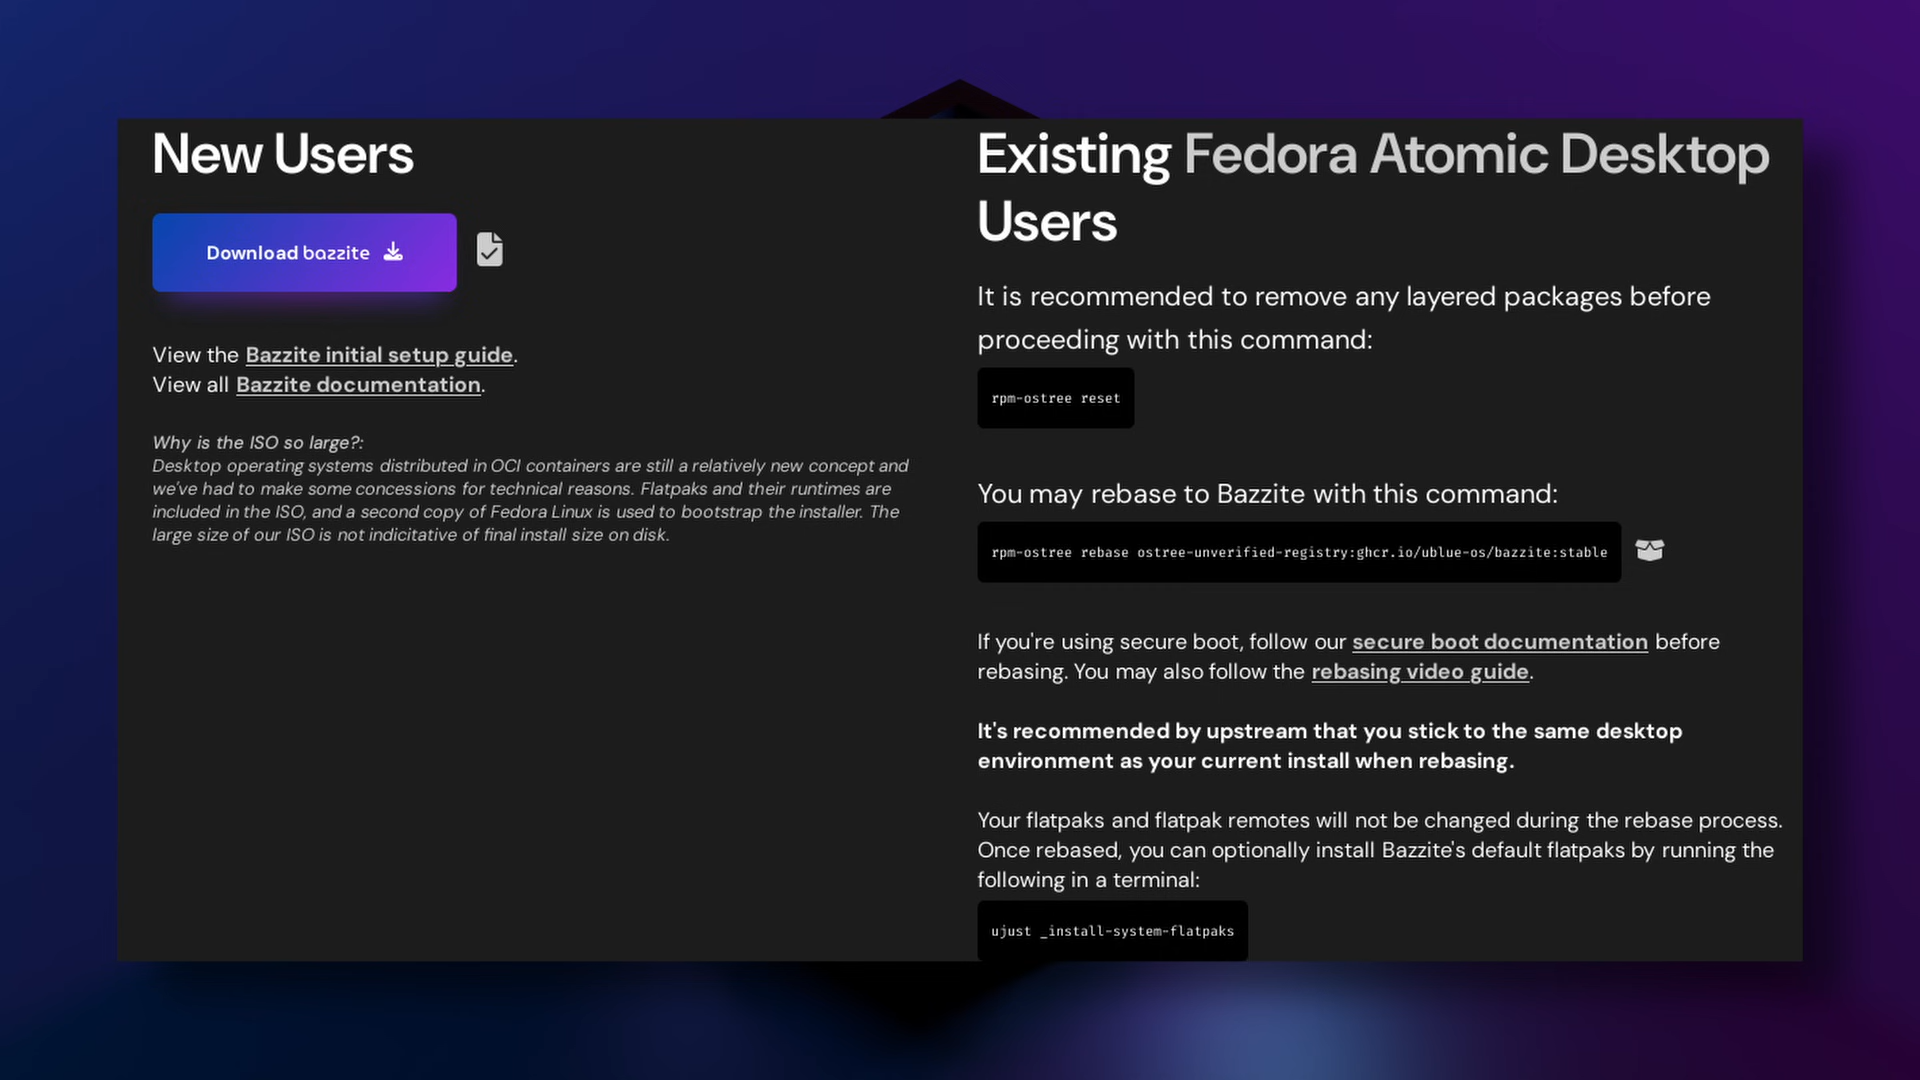 New Users
Download bazzite
View the Bazzite initial setup guide.
View all Bazzite documentation.
Why is the ISO so large?:
Desktop operating systems distributed in OCI containers are still a relatively new concept and
we've had to make some concessions for technical reasons. Flatpaks and their runtimes are
included in the ISO, and a second copy of Fedora Linux is used to bootstrap the installer. The
large size of our ISO is not indicitative of final install size on disk.
Existing Fedora Atomic Desktop
Users
It is recommended to remove any layered packages before
proceeding with this command:
rpm-ostree reset
You may rebase to Bazzite with this command:
rpm-ostree rebase ostree-unverified-registry:ghcr.io/ublue-os/bazzite:stable
If you're using secure boot, follow our secure boot documentation before
rebasing. You may also follow the rebasing video guide.
It's recommended by upstream that you stick to the same desktop
environment as your current install when rebasing.
Your flatpaks and flatpak remotes will not be changed during the rebase process.
Once rebased, you can optionally install Bazzite's default flatpaks by running the
following in a terminal:
ujust _install-system-flatpaks